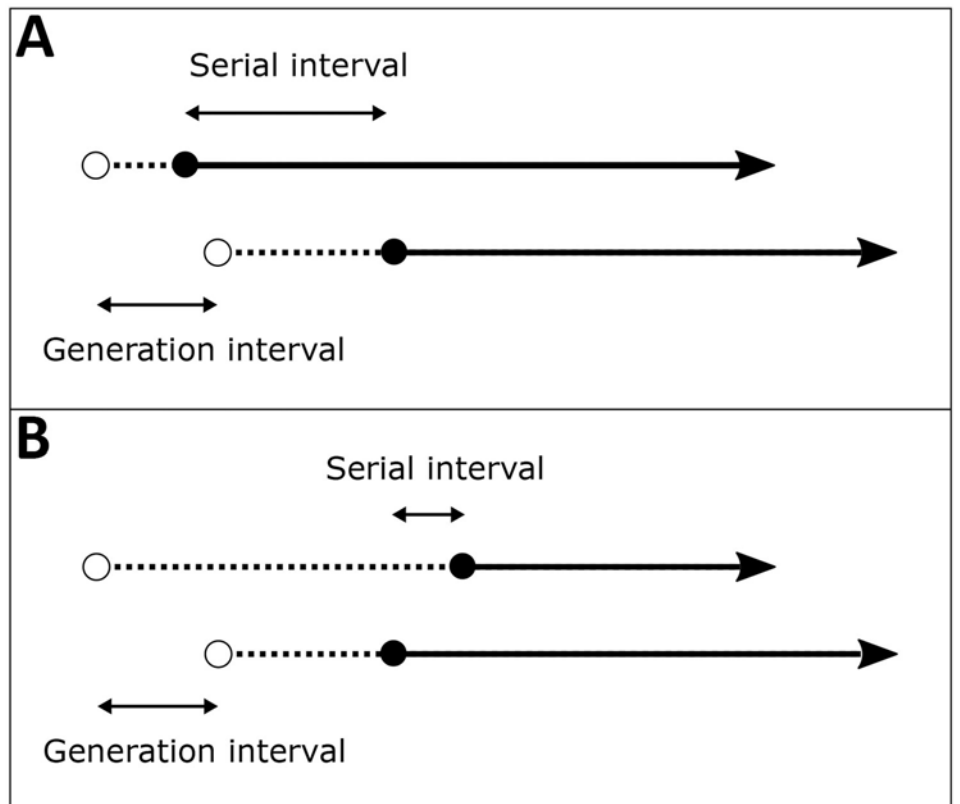 A
Serial interval
Generation interval
B
Serial interval
Generation interval